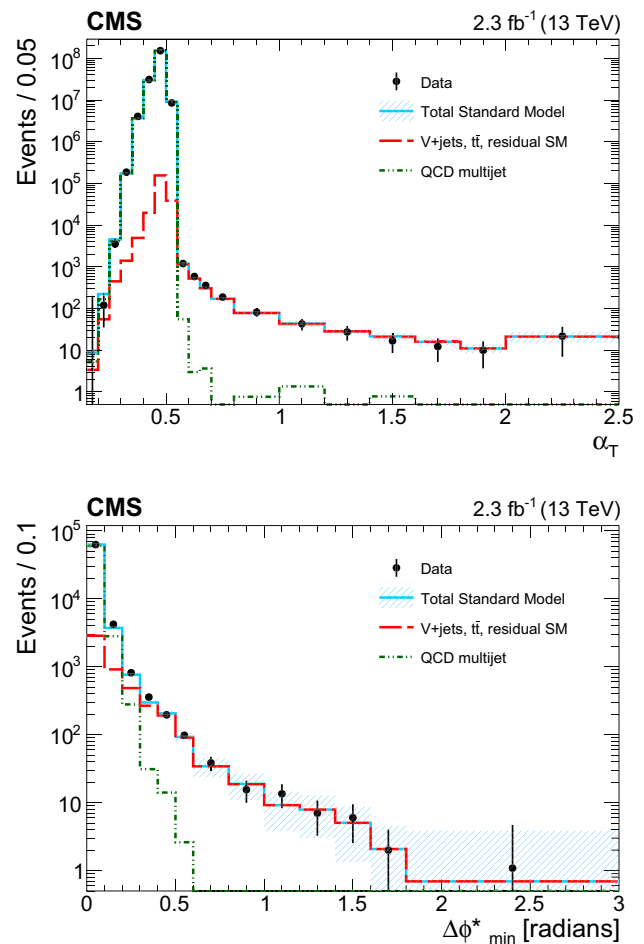 CMS 2.3 fb⁻¹ (13 TeV)
Events / 0.05
10⁸
10⁷
10⁶
10⁵
10⁴
10³
10²
10
1
Data
Total Standard Model
V+jets, tt̄, residual SM
QCD multijet
0.5 1 1.5 2 2.5
α_T
CMS 2.3 fb⁻¹ (13 TeV)
Events / 0.1
10⁵
10⁴
10³
10²
10
1
Data
Total Standard Model
V+jets, tt̄, residual SM
QCD multijet
0 0.5 1 1.5 2 2.5 3
Δϕ*_min [radians]